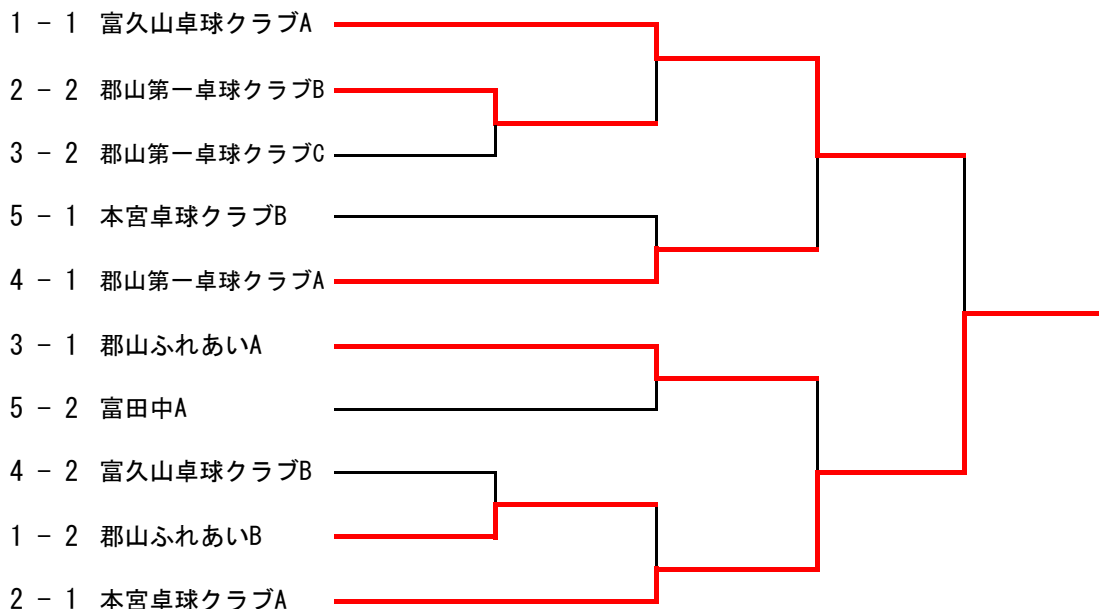 1 － 1 富久山卓球クラブA
2 － 2 郡山第一卓球クラブB
3 － 2 郡山第一卓球クラブC
5 － 1 本宮卓球クラブB
4 － 1 郡山第一卓球クラブA
3 － 1 郡山ふれあいA
5 － 2 富田中A
4 － 2 富久山卓球クラブB
1 － 2 郡山ふれあいB
2 － 1 本宮卓球クラブA